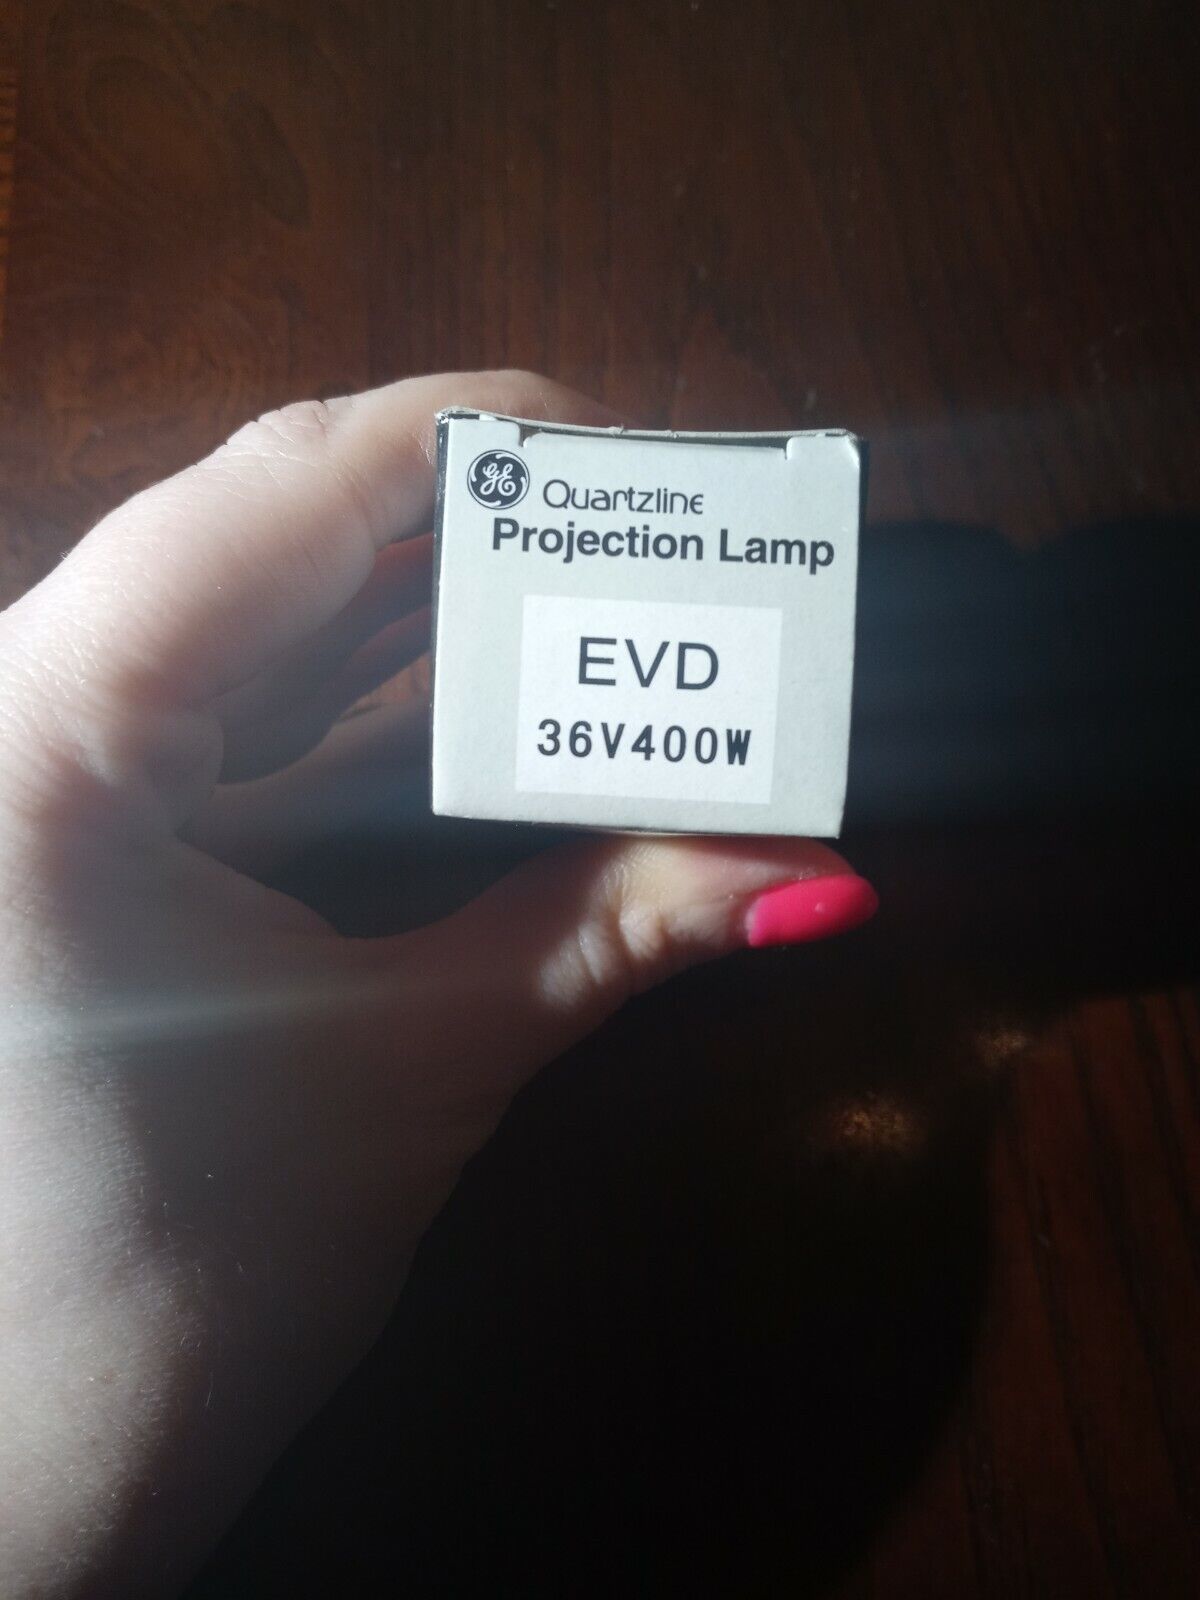 GE Quartzline
Projection Lamp
EVD
36V400W